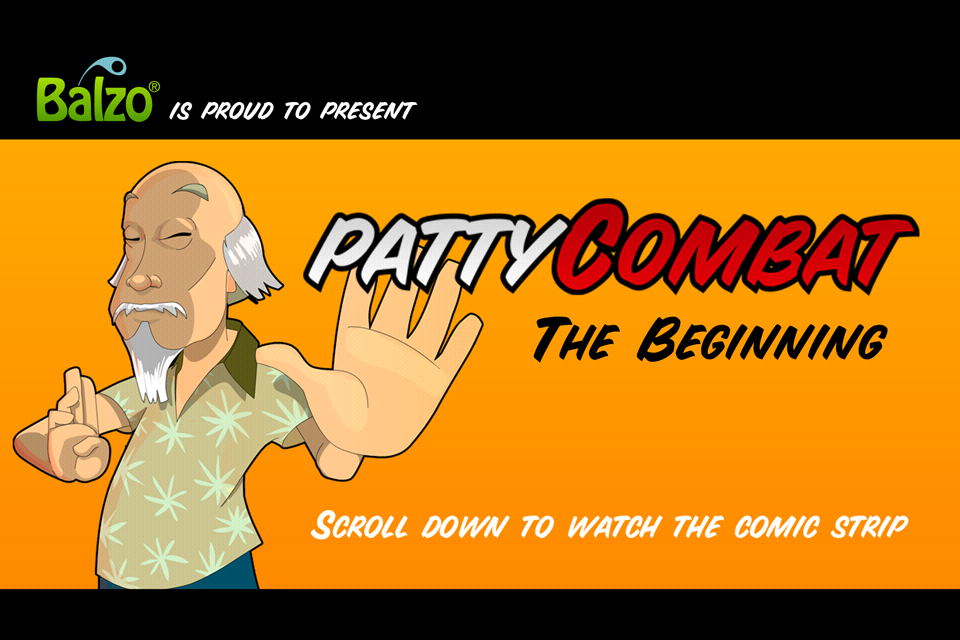 Balzo® IS PROUD TO PRESENT
PATTYCOMBAT
THE BEGINNING
SCROLL DOWN TO WATCH THE COMIC STRIP